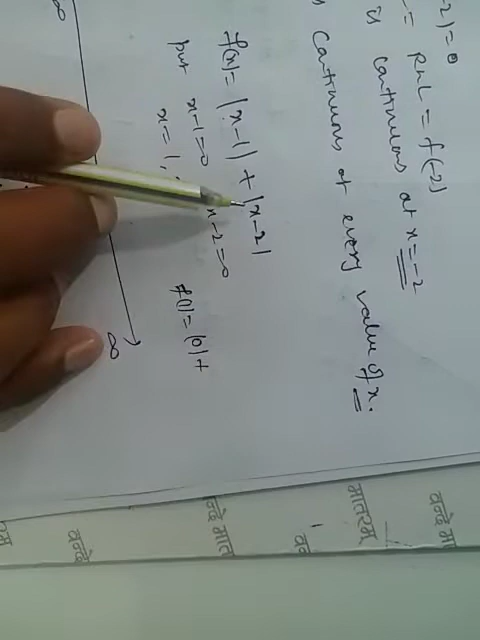 -2)=0
= RHL = f(-2)
is continuous at x=-2
continuous at every value of x.
f(x) = |x-1| + |x-2|
put x-1=0 x-2=0
x=1,
f(1) = |0| +
∞
वन्दे मातरम्
वन्दे मात
वन्दे